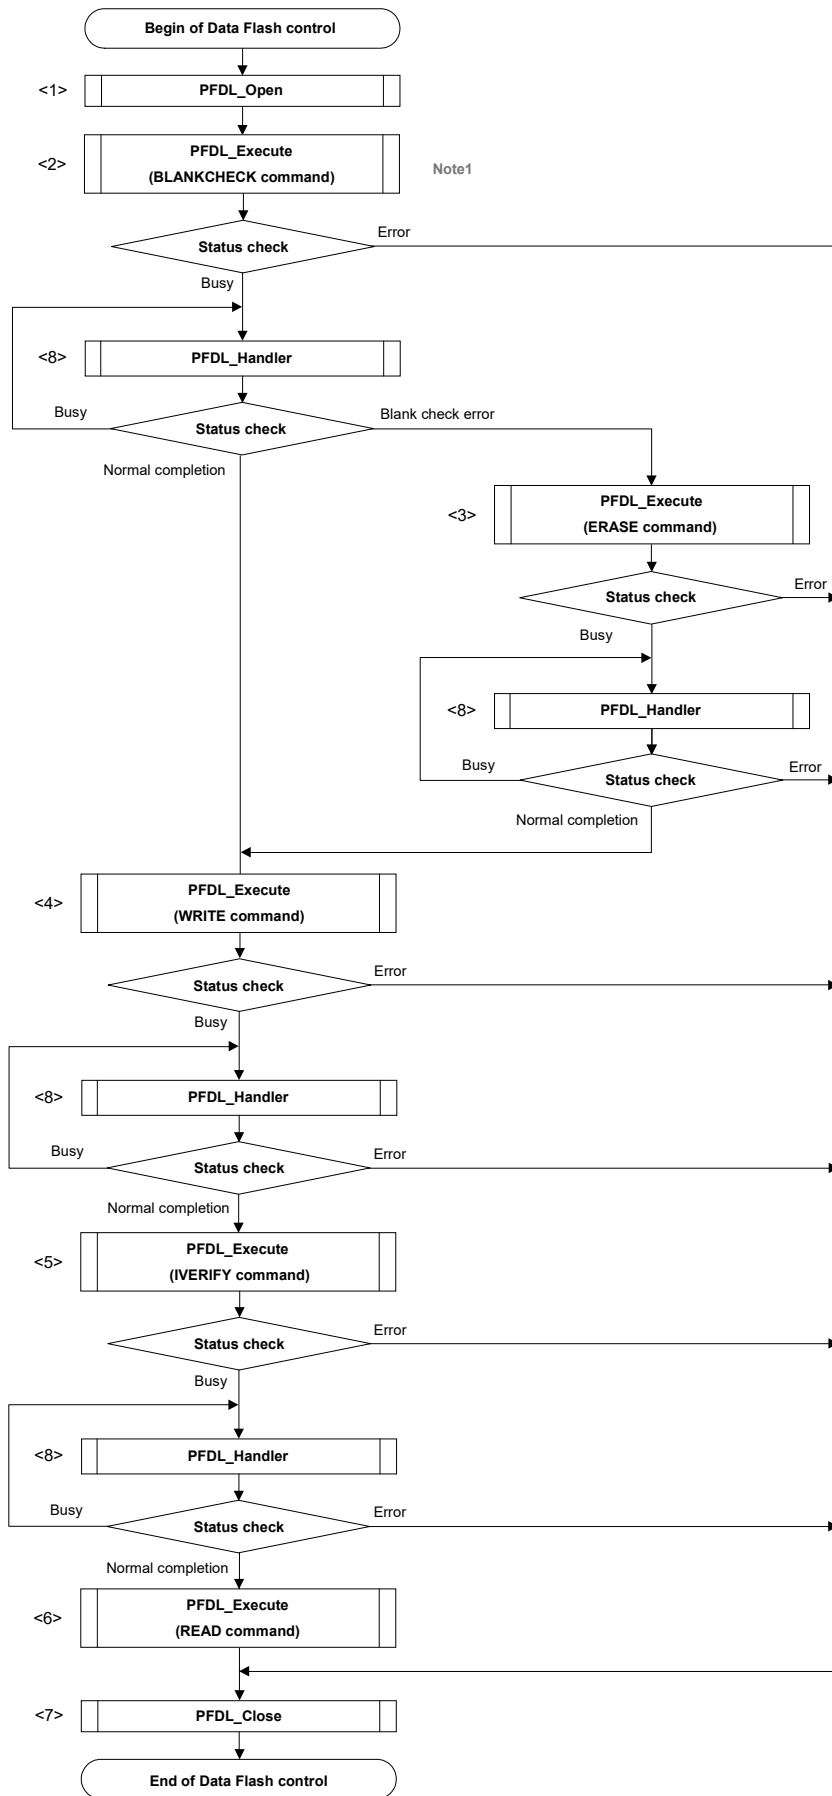 Begin of Data Flash control
<1>
PFDL_Open
<2>
PFDL_Execute
(BLANKCHECK command)
Note1
Status check
Error
Busy
<8>
PFDL_Handler
Busy
Status check
Blank check error
Normal completion
<3>
PFDL_Execute
(ERASE command)
Status check
Error
Busy
<8>
PFDL_Handler
Busy
Status check
Error
Normal completion
<4>
PFDL_Execute
(WRITE command)
Status check
Error
Busy
<8>
PFDL_Handler
Busy
Status check
Error
Normal completion
<5>
PFDL_Execute
(IVERIFY command)
Status check
Error
Busy
<8>
PFDL_Handler
Busy
Status check
Error
Normal completion
<6>
PFDL_Execute
(READ command)
<7>
PFDL_Close
End of Data Flash control